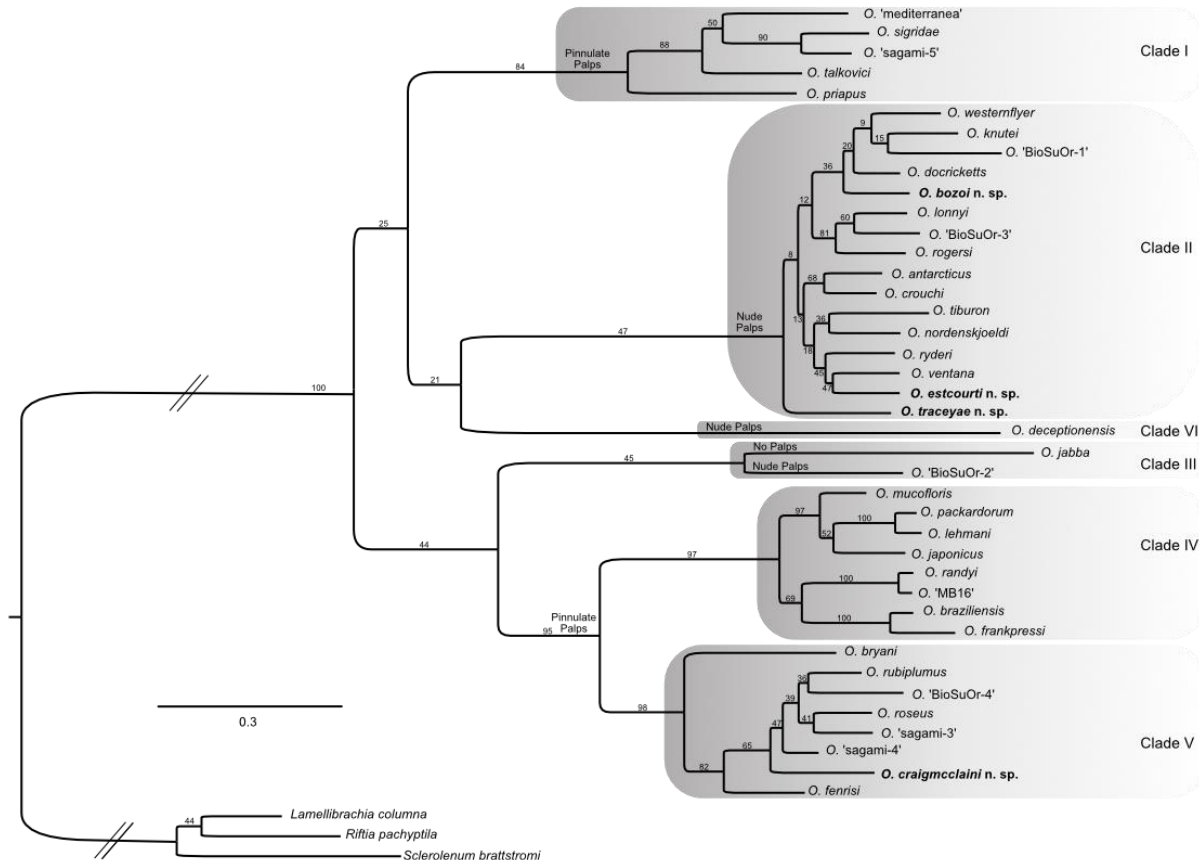 O. 'mediterranea'
50
O. sigridae
90
88
O. 'sagami-5'
Clade I
Pinnulate
Palps
84
O. talkovici
O. priapus
O. westernflyer
9
O. knutei
15
O. 'BioSuOr-1'
20
36
O. docricketts
O. bozoi n. sp.
12
O. lonnyi
60
O. 'BioSuOr-3'
81
O. rogersi
Clade II
25
8
O. antarcticus
68
O. crouchi
13
O. tiburon
36
O. nordenskjoeldi
18
Nude
Palps
47
O. ryderi
45
O. ventana
47
O. estcourti n. sp.
21
100
O. traceyae n. sp.
Nude Palps
O. deceptionensis
Clade VI
No Palps
O. jabba
45
Nude Palps
O. 'BioSuOr-2'
Clade III
O. mucofloris
97
O. packardorum
100
52
O. lehmani
Clade IV
44
97
O. japonicus
O. randyi
100
O. 'MB16'
69
O. braziliensis
100
O. frankpressi
Pinnulate
Palps
95
O. bryani
O. rubiplumus
36
O. 'BioSuOr-4'
39
O. roseus
98
47
41
O. 'sagami-3'
Clade V
65
O. 'sagami-4'
82
O. craigmcclaini n. sp.
O. fenrisi
0.3
Lamellibrachia columna
44
Riftia pachyptila
Sclerolenum brattstromi